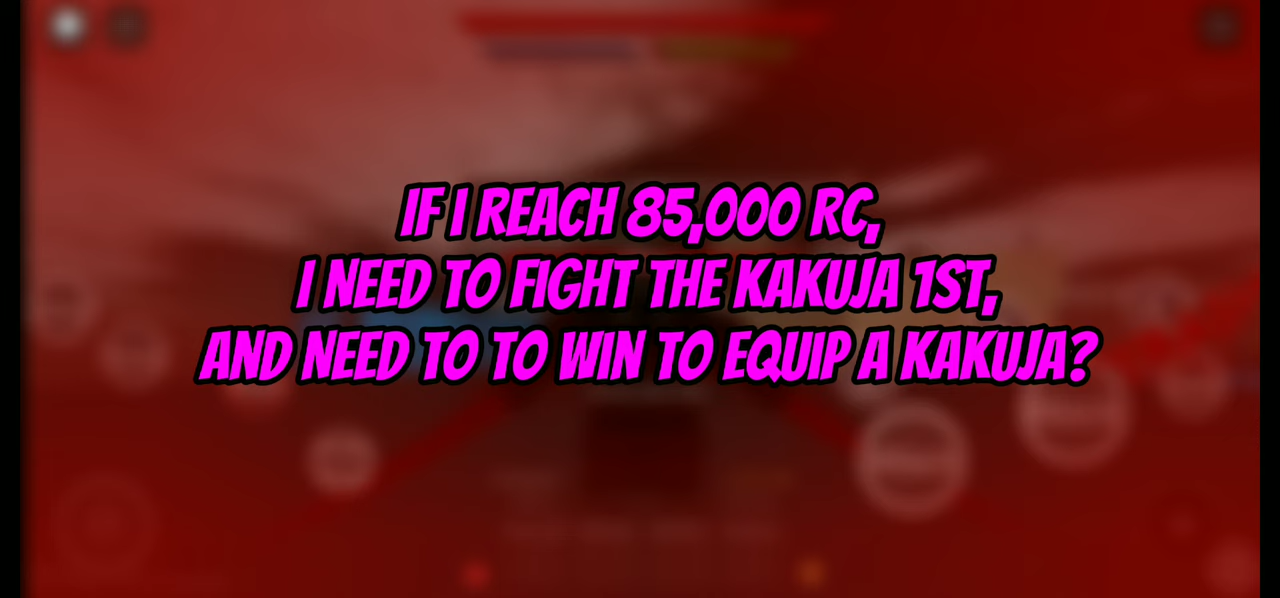 IF I REACH 85,000 RC,
I NEED TO FIGHT THE KAKUJA 1ST,
AND NEED TO TO WIN TO EQUIP A KAKUJA?